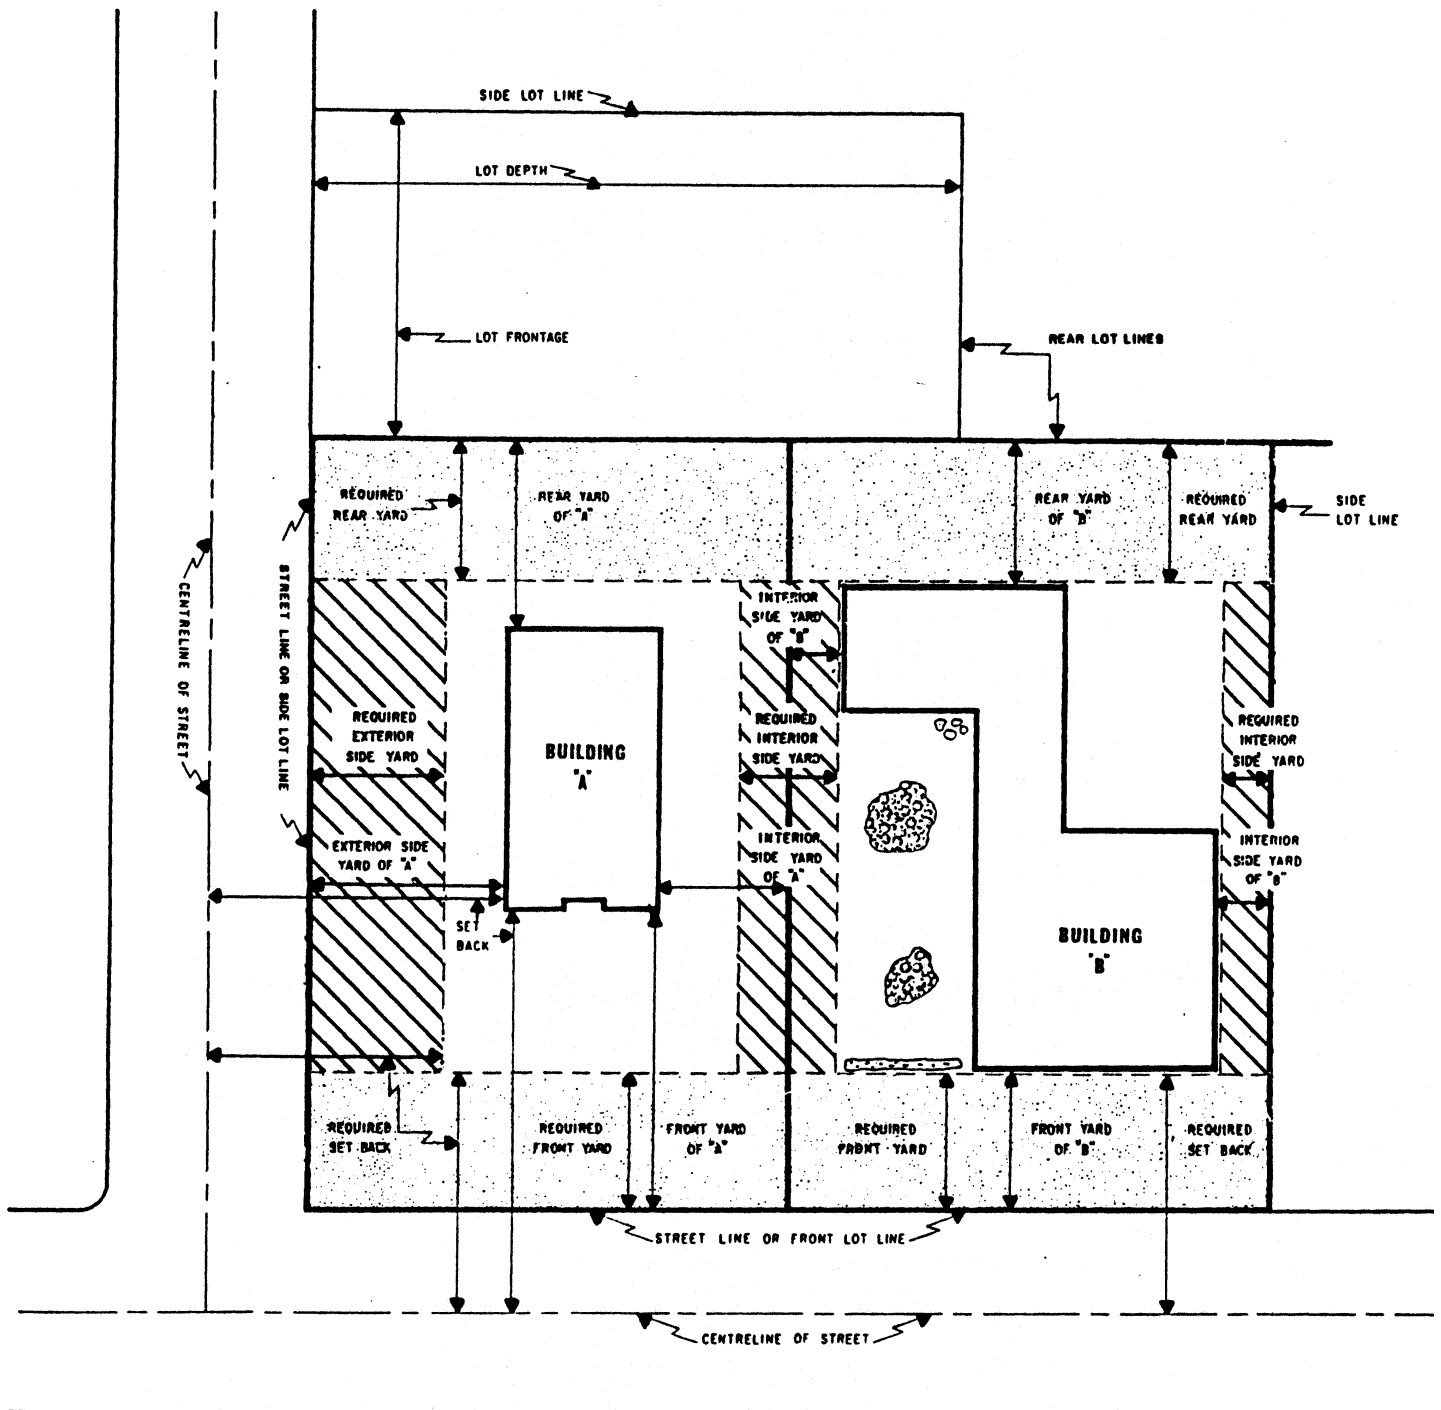 SIDE LOT LINE
LOT DEPTH
LOT FRONTAGE
REAR LOT LINES
REQUIRED
REAR YARD
REAR YARD
OF "A"
REAR YARD
OF "B"
REQUIRED
REAR YARD
SIDE
LOT LINE
CENTRELINE OF STREET
STREET LINE OR SIDE LOT LINE
INTERIOR
SIDE YARD
OF "B"
REQUIRED
EXTERIOR
SIDE YARD
BUILDING
"A"
REQUIRED
INTERIOR
SIDE YARD
REQUIRED
INTERIOR
SIDE YARD
EXTERIOR SIDE
YARD OF "A"
INTERIOR
SIDE YARD
OF "A"
INTERIOR
SIDE YARD
OF "B"
SET
BACK
BUILDING
"B"
REQUIRED
SET BACK
REQUIRED
FRONT YARD
FRONT YARD
OF "A"
REQUIRED
FRONT YARD
FRONT YARD
OF "B"
REQUIRED
SET BACK
STREET LINE OR FRONT LOT LINE
CENTRELINE OF STREET